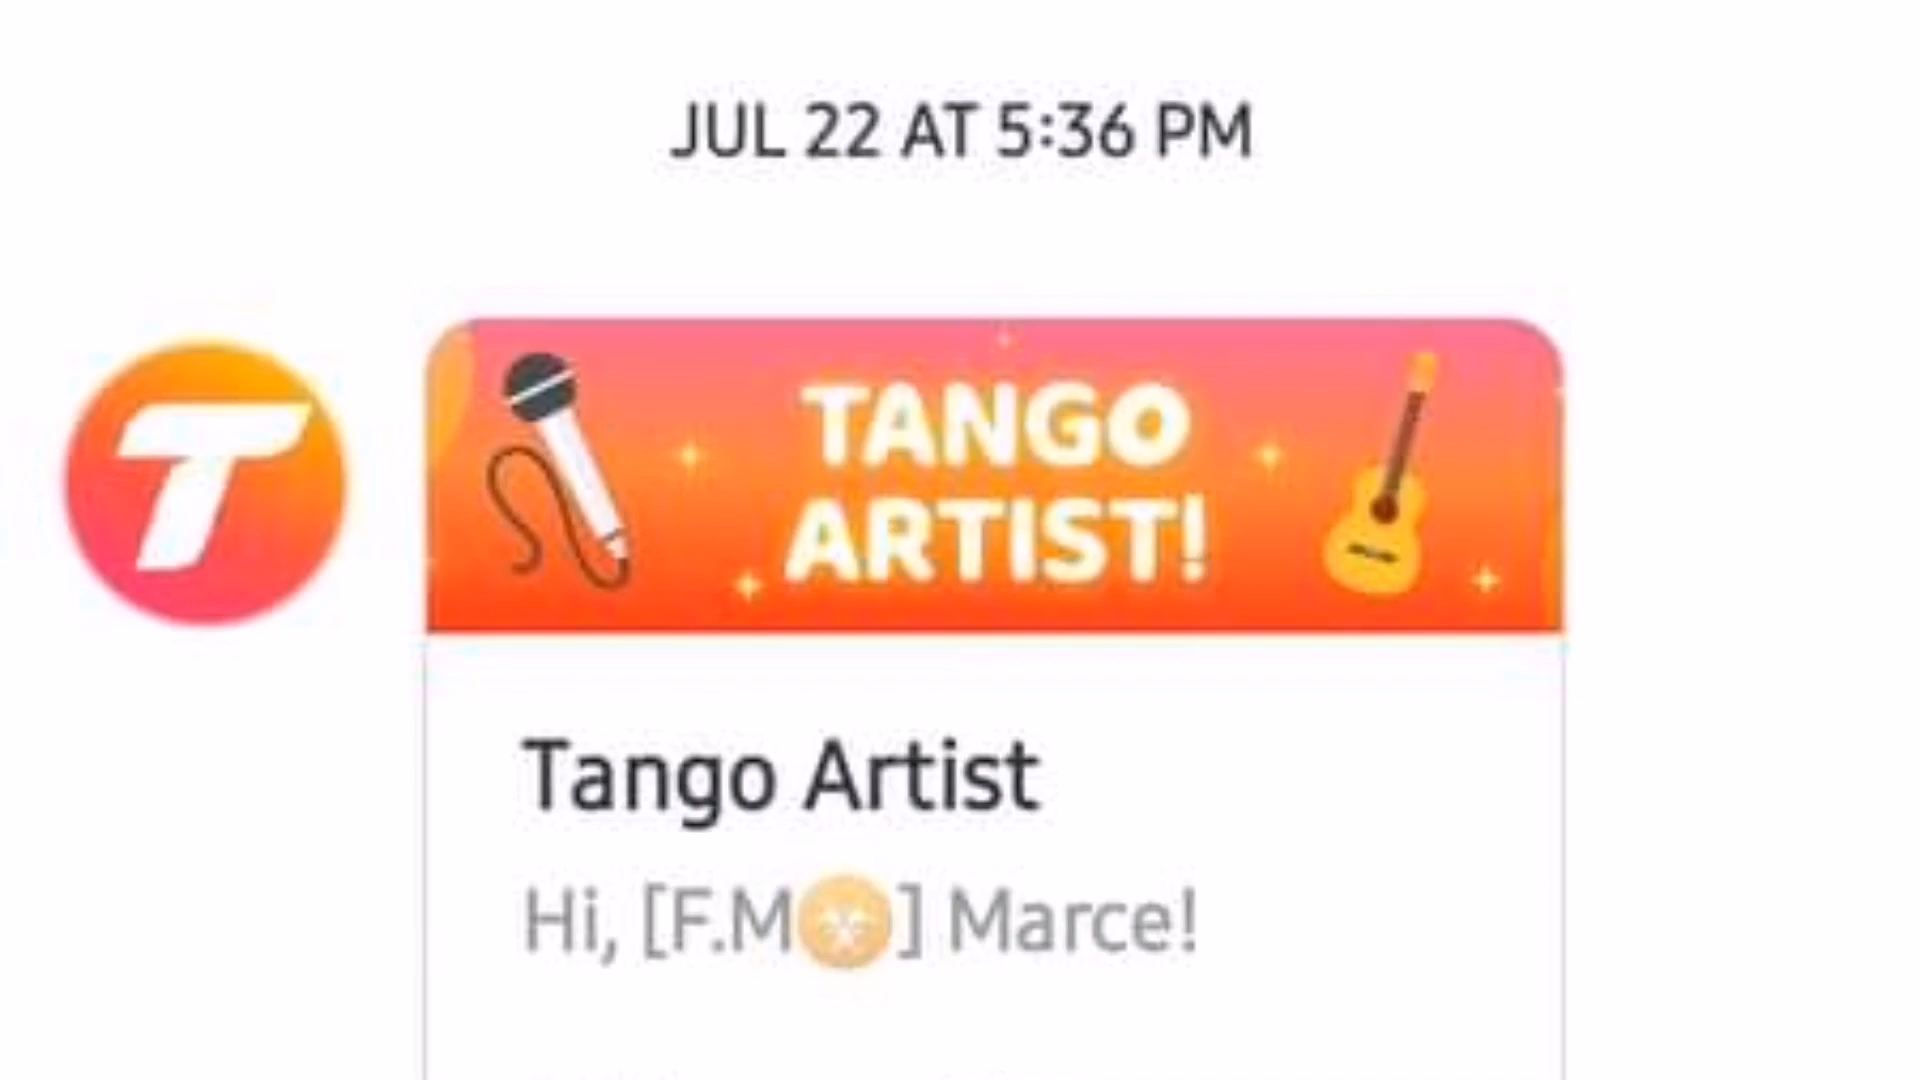 JUL 22 AT 5:36 PM
T
TANGO
ARTIST!
Tango Artist
Hi, [F.M] Marce!